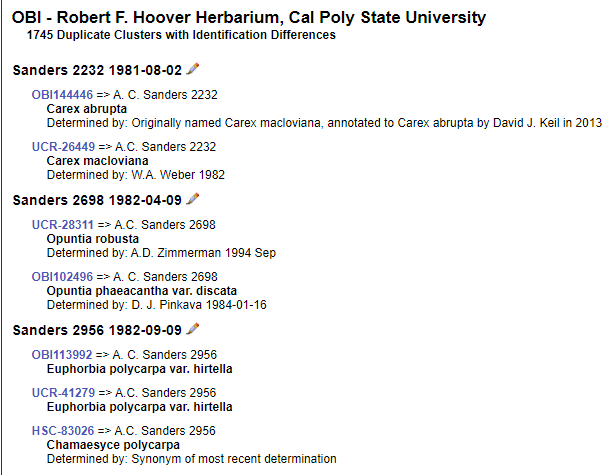 OBI - Robert F. Hoover Herbarium, Cal Poly State University
1745 Duplicate Clusters with Identification Differences
Sanders 2232 1981-08-02
OBI144446 => A. C. Sanders 2232
Carex abrupta
Determined by: Originally named Carex macloviana, annotated to Carex abrupta by David J. Keil in 2013
UCR-26449 => A.C. Sanders 2232
Carex macloviana
Determined by: W.A. Weber 1982
Sanders 2698 1982-04-09
UCR-28311 => A.C. Sanders 2698
Opuntia robusta
Determined by: A.D. Zimmerman 1994 Sep
OBI102496 => A.C. Sanders 2698
Opuntia phaeacantha var. discata
Determined by: D. J. Pinkava 1984-01-16
Sanders 2956 1982-09-09
OBI113992 => A. C. Sanders 2956
Euphorbia polycarpa var. hirtella
UCR-41279 => A.C. Sanders 2956
Euphorbia polycarpa var. hirtella
HSC-83026 => A.C. Sanders 2956
Chamaesyce polycarpa
Determined by: Synonym of most recent determination